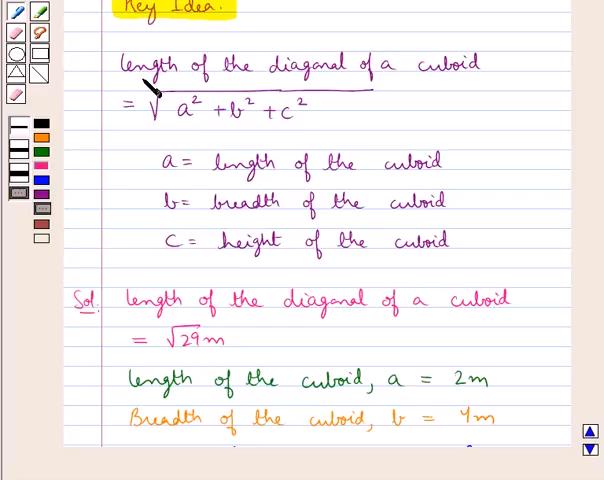 Key Idea.
length of the diaganal of a cuboid
= √a² + b² + c²
a = length of the cuboid
b = breadth of the cuboid
c = height of the cuboid
Sol. length of the diaganal of a cuboid
= √29 m
length of the cuboid, a = 2m
Breadth of the cuboid, b = 4m